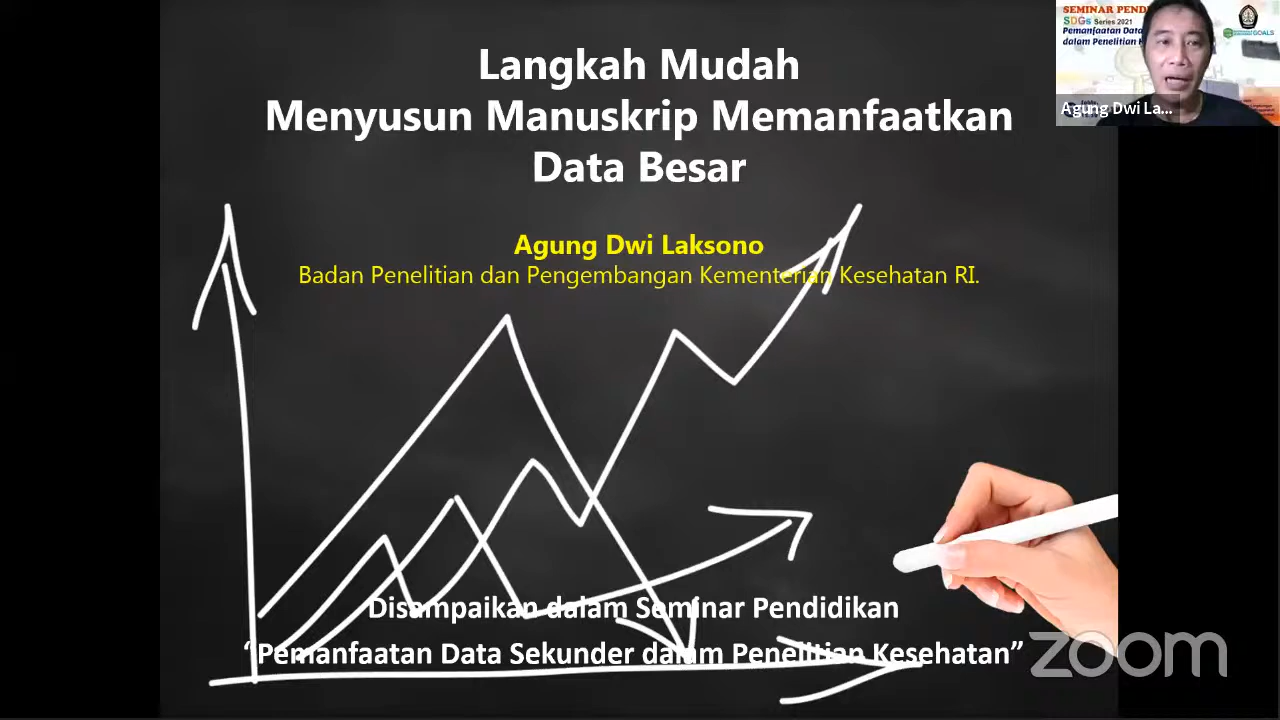 Langkah Mudah
Menyusun Manuskrip Memanfaatkan
Data Besar
Agung Dwi Laksono
Badan Penelitian dan Pengembangan Kementerian Kesehatan RI.
Disampaikan dalam Seminar Pendidikan
“Pemanfaatan Data Sekunder dalam Penelitian Kesehatan”
SEMINAR PEND
SDGs Series 2021
Pemanfaatan Data
dalam Penelitian
GOALS
Agung Dwi La...
zoom